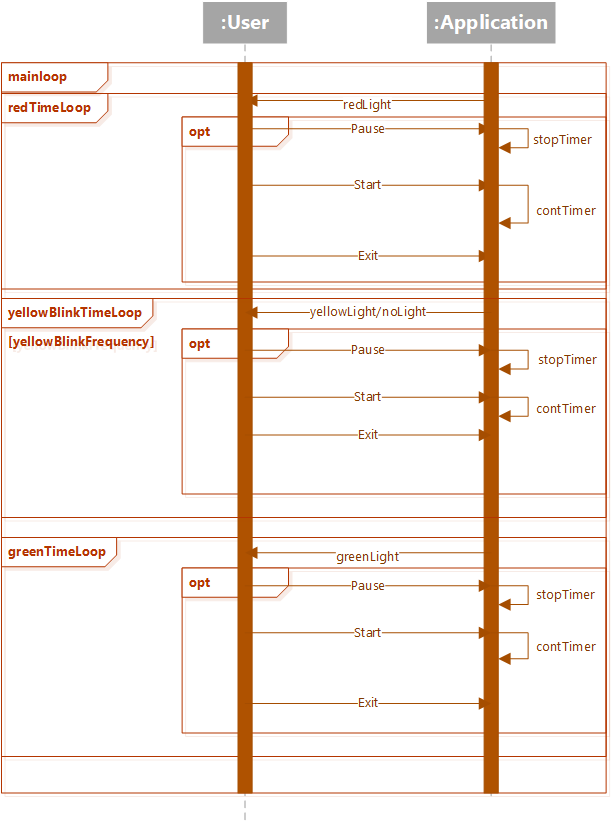 :User
:Application
mainloop
redTimeLoop
redLight
opt
Pause
stopTimer
Start
contTimer
Exit
yellowBlinkTimeLoop
yellowLight/noLight
[yellowBlinkFrequency]
opt
Pause
stopTimer
Start
contTimer
Exit
greenTimeLoop
greenLight
opt
Pause
stopTimer
Start
contTimer
Exit